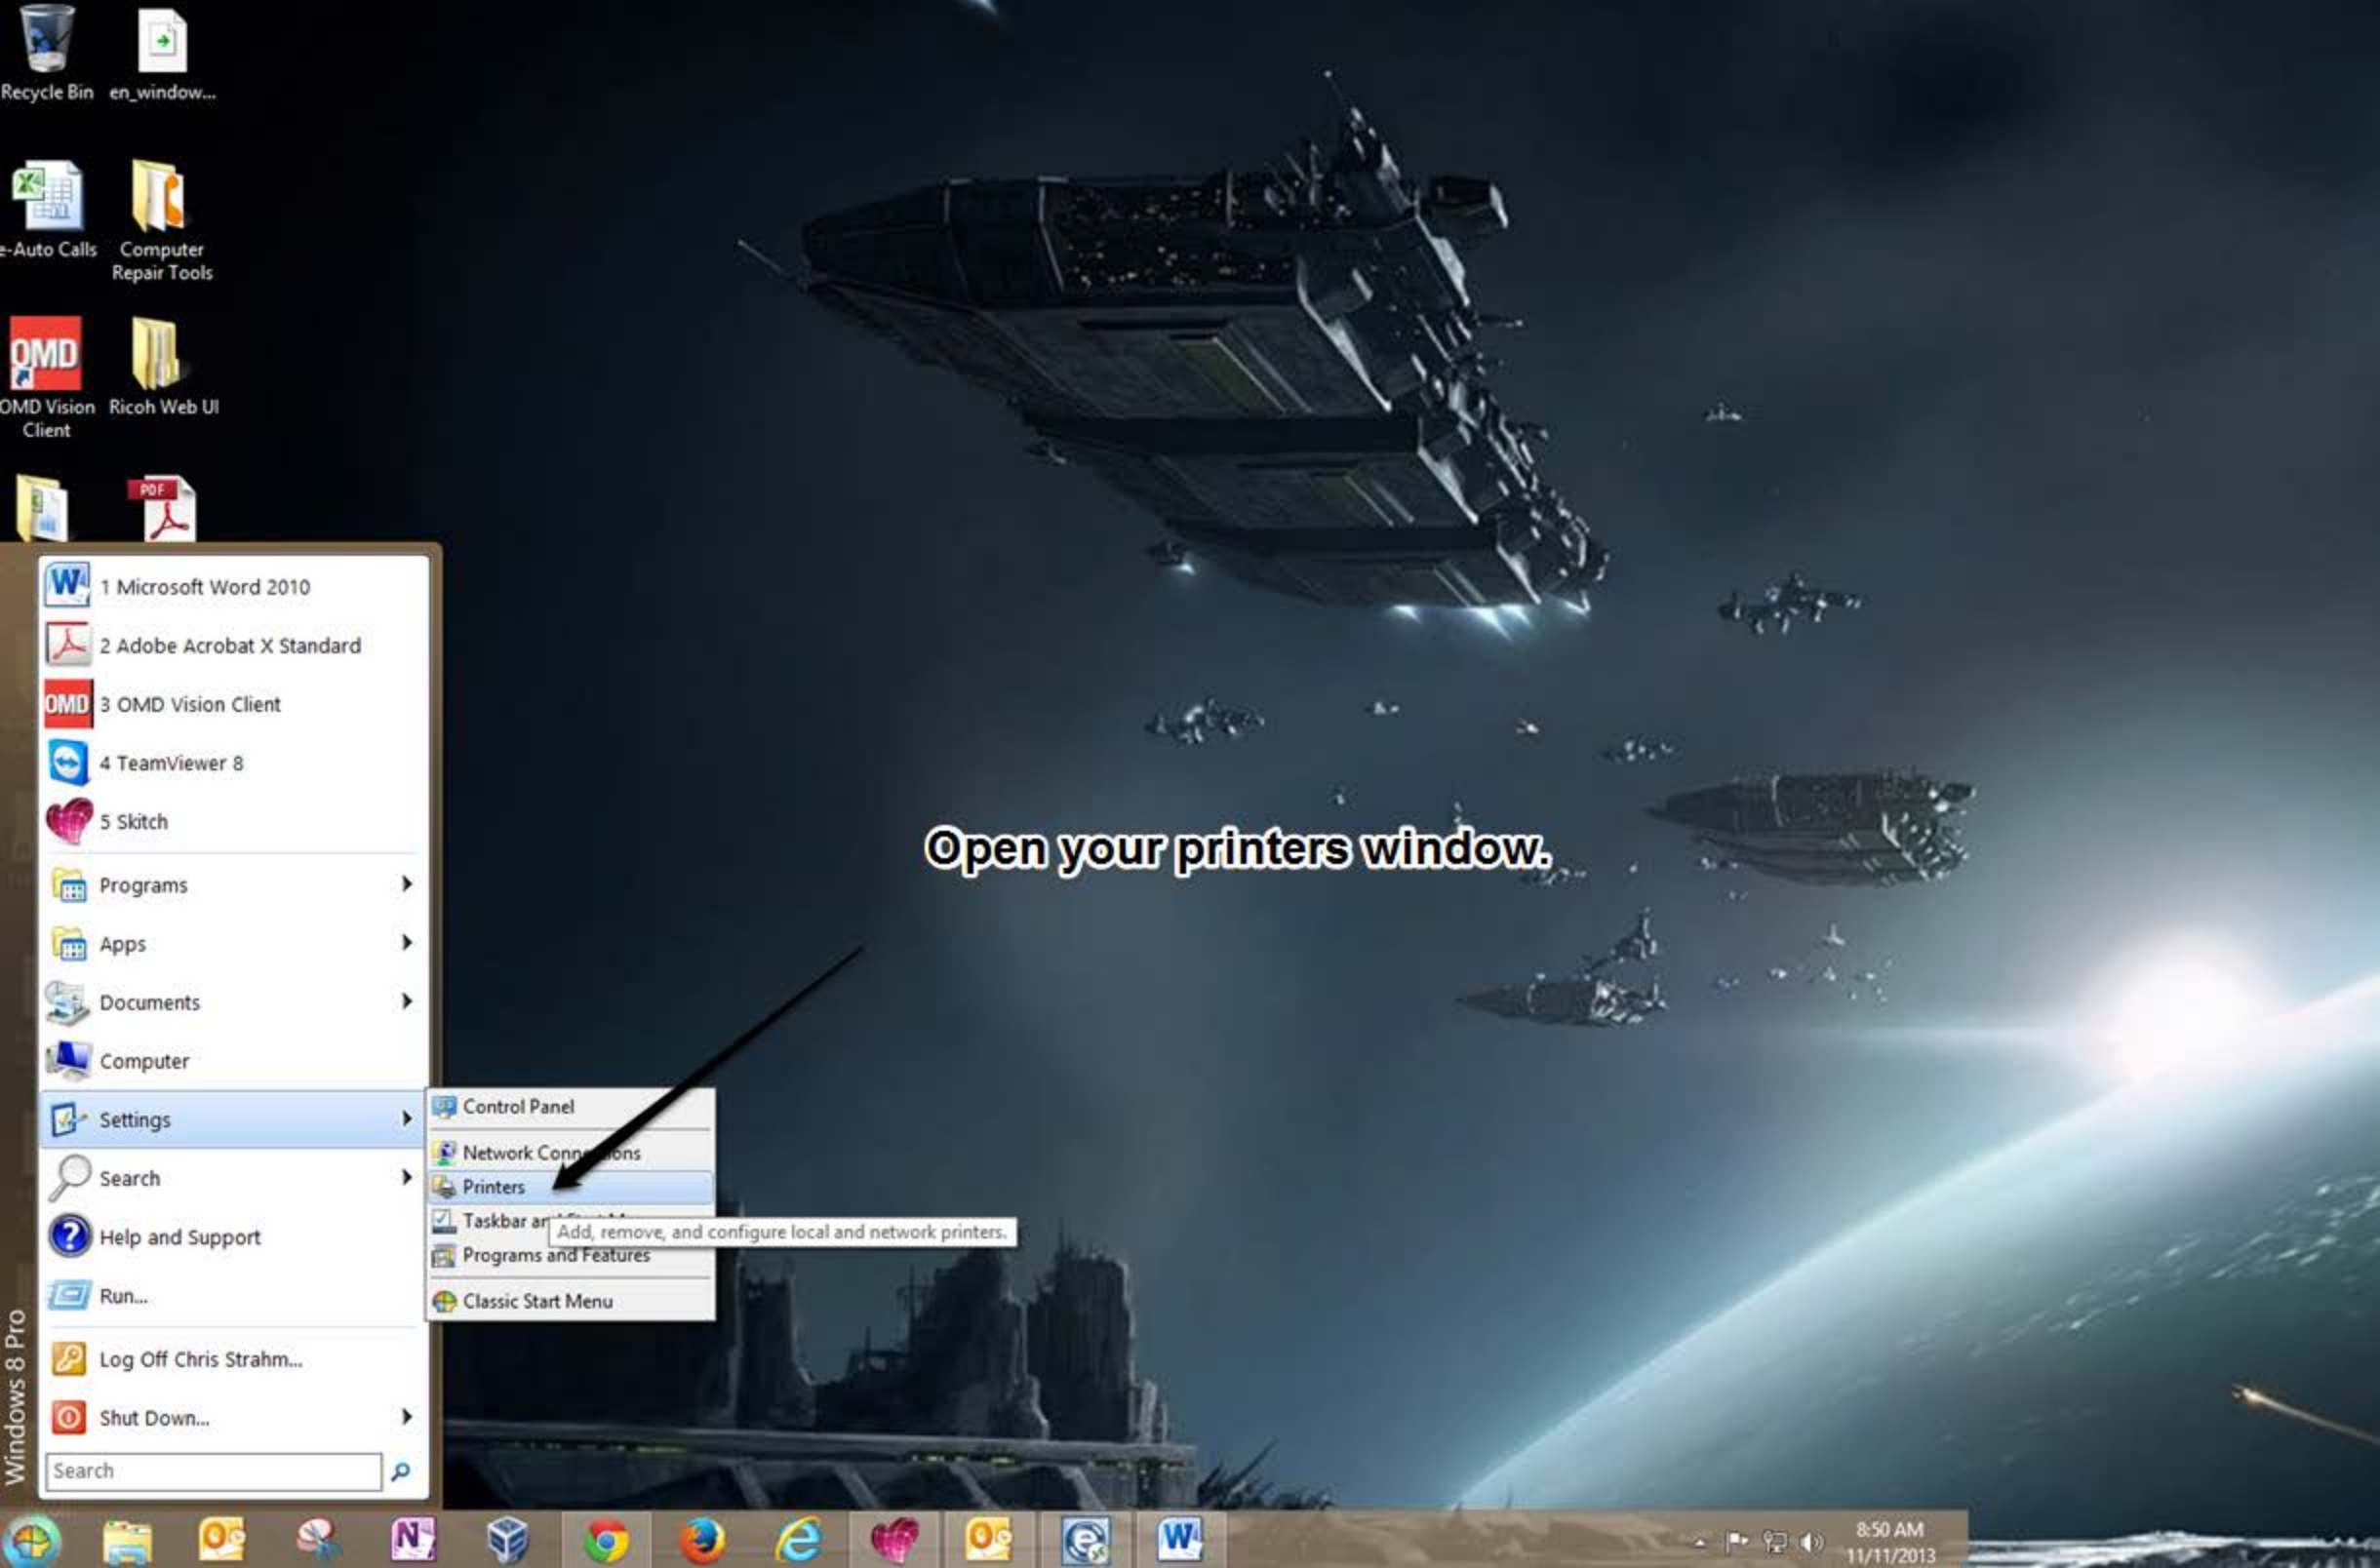 Recycle Bin
en_window...
e-Auto Calls
Computer
Repair Tools
OMD
OMD Vision
Client
Ricoh Web UI
PDF
1 Microsoft Word 2010
2 Adobe Acrobat X Standard
OMD
3 OMD Vision Client
4 TeamViewer 8
5 Skitch
Programs
Apps
Documents
Computer
Settings
Search
Help and Support
Run...
Log Off Chris Strahm...
Shut Down...
Search
Windows 8 Pro
Control Panel
Network Connections
Printers
Taskbar and
Add, remove, and configure local and network printers.
Programs and Features
Classic Start Menu
Open your printers window.
8:50 AM
11/11/2013